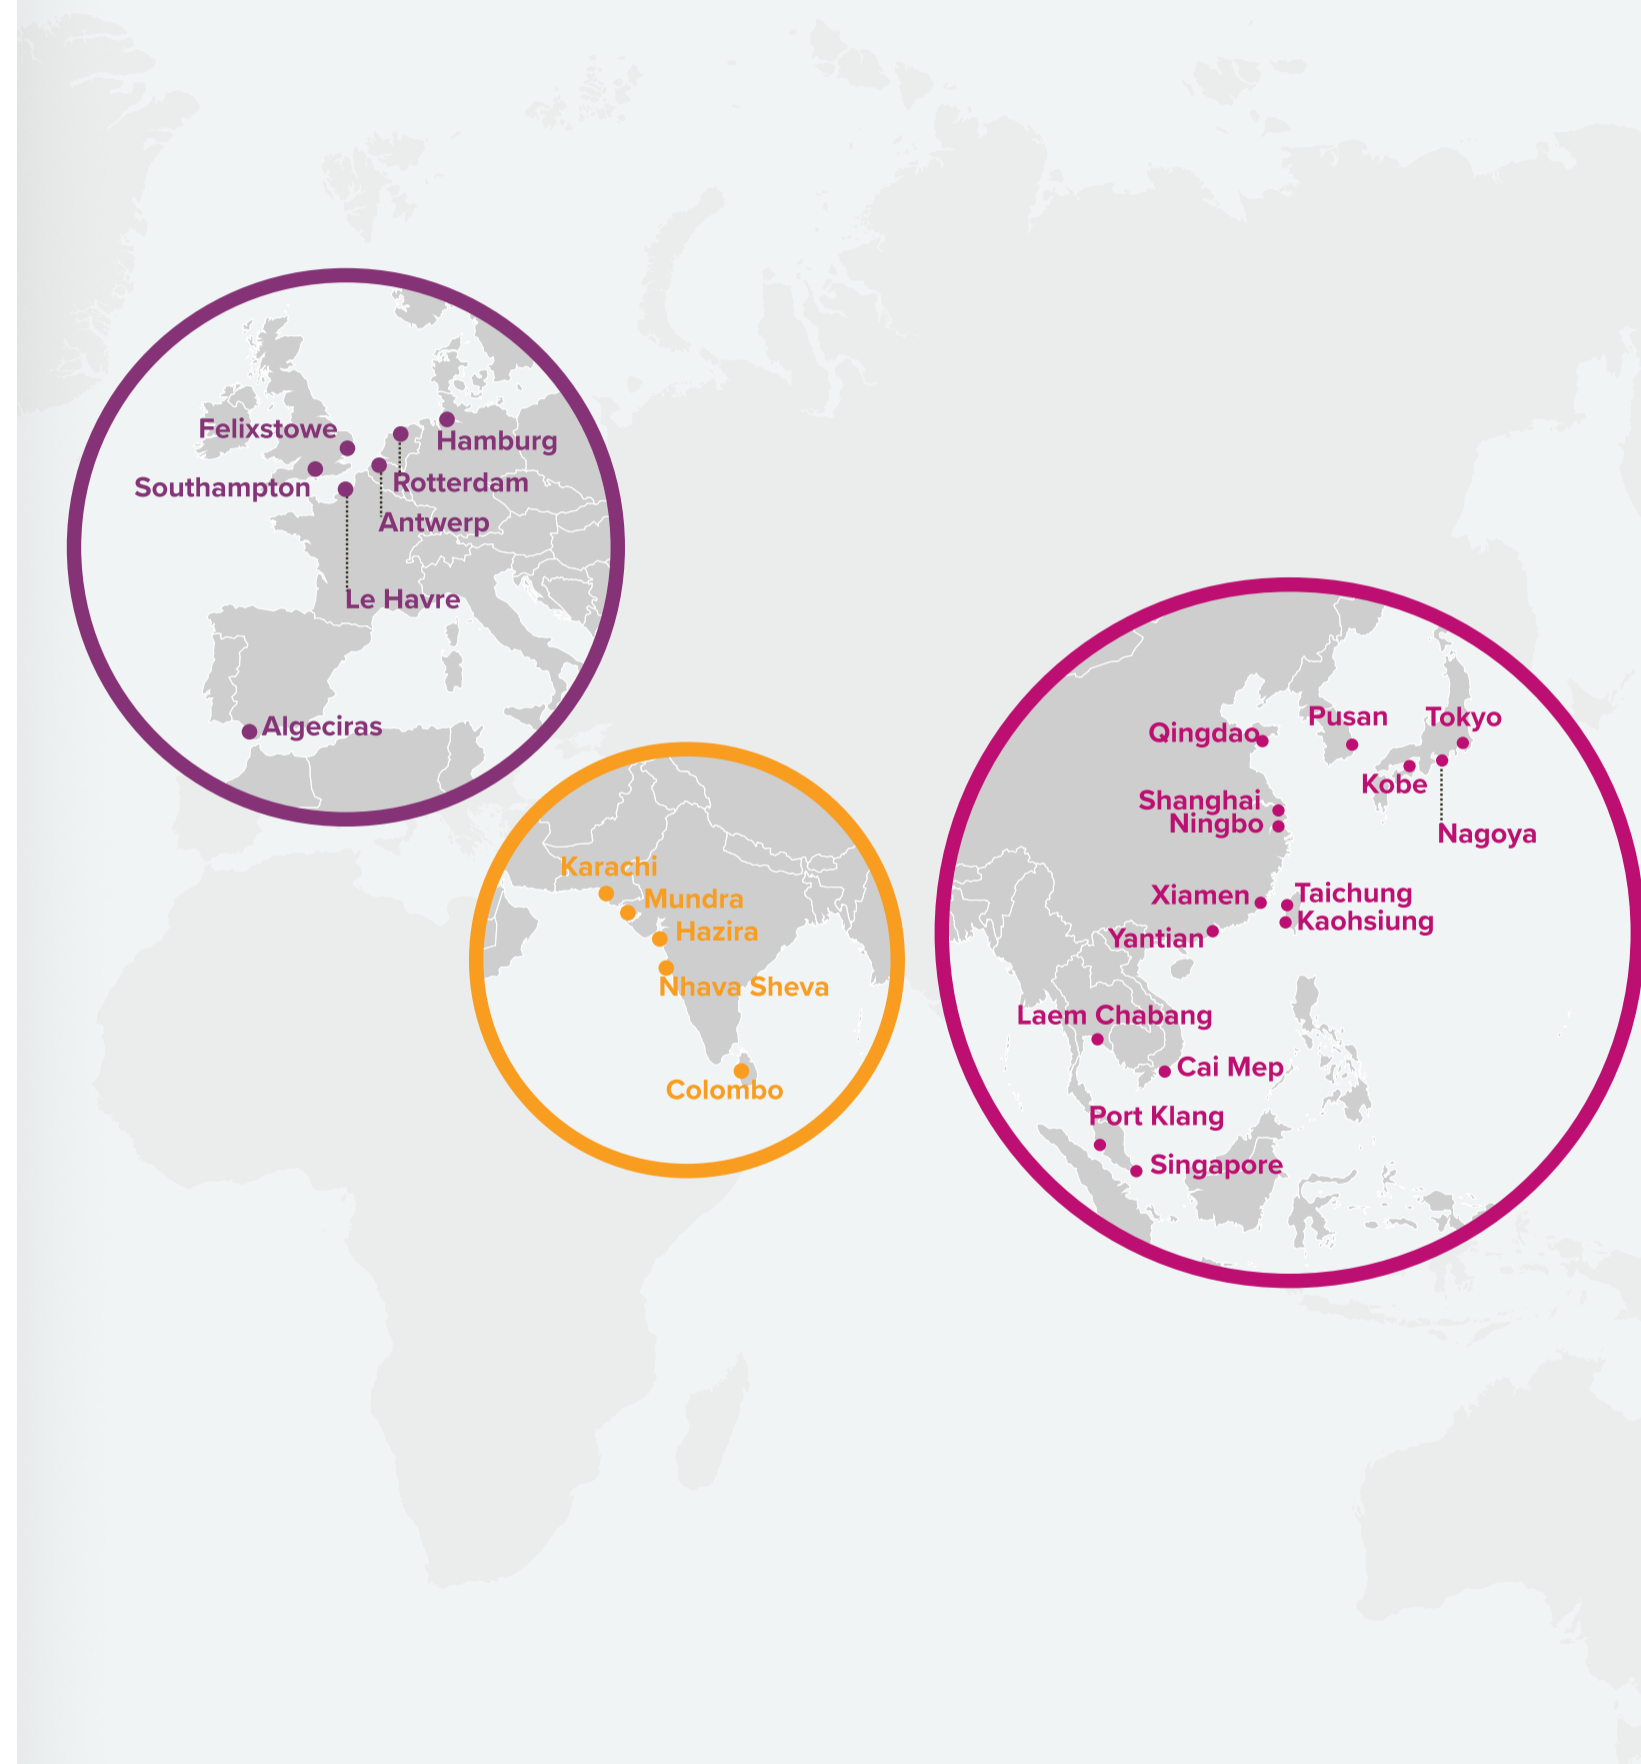 Felixstowe
Hamburg
Southampton
Rotterdam
Antwerp
Le Havre
Algeciras
Karachi
Mundra
Hazira
Nhava Sheva
Colombo
Qingdao
Pusan
Tokyo
Kobe
Nagoya
Shanghai
Ningbo
Xiamen
Taichung
Kaohsiung
Yantian
Laem Chabang
Cai Mep
Port Klang
Singapore